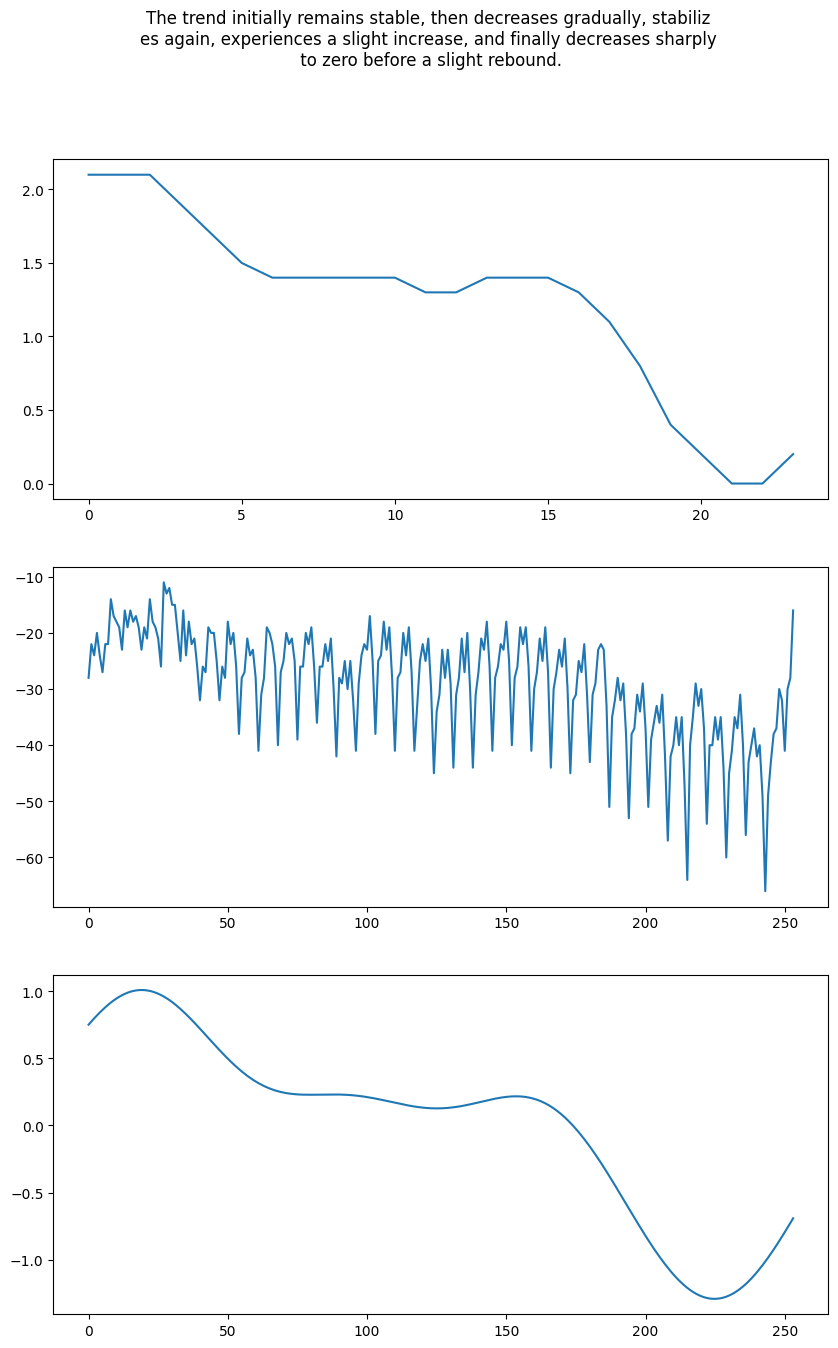 The trend initially remains stable, then decreases gradually, stabiliz
es again, experiences a slight increase, and finally decreases sharply
to zero before a slight rebound.
2.0
1.5
1.0
0.5
0.0
0 5 10 15 20
−10
−20
−30
−40
−50
−60
0 50 100 150 200 250
1.0
0.5
0.0
−0.5
−1.0
0 50 100 150 200 250